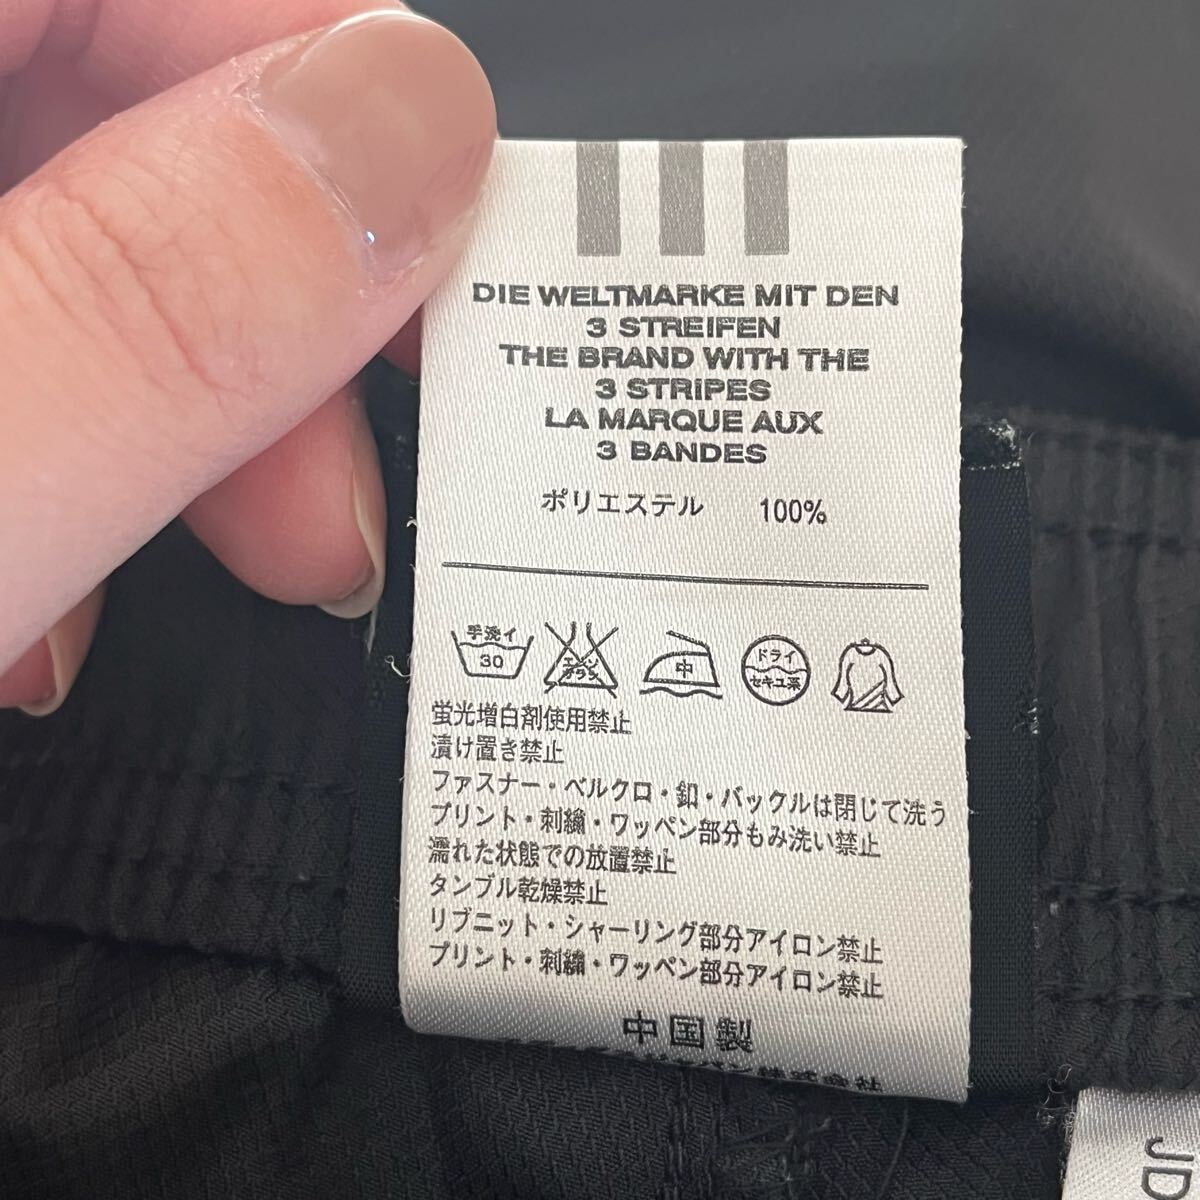 DIE WELTMARKE MIT DEN
3 STREIFEN
THE BRAND WITH THE
3 STRIPES
LA MARQUE AUX
3 BANDES
ポリエステル 100%
手洗イ
30
エンソ
サラシ
中
ドライ
セキユ系
蛍光増白剤使用禁止
漬け置き禁止
ファスナー・ベルクロ・釦・バックルは閉じて洗う
プリント・刺繍・ワッペン部分もみ洗い禁止
濡れた状態での放置禁止
タンブル乾燥禁止
リブニット・シャーリング部分アイロン禁止
プリント・刺繍・ワッペン部分アイロン禁止
中国製
株式会社
JD